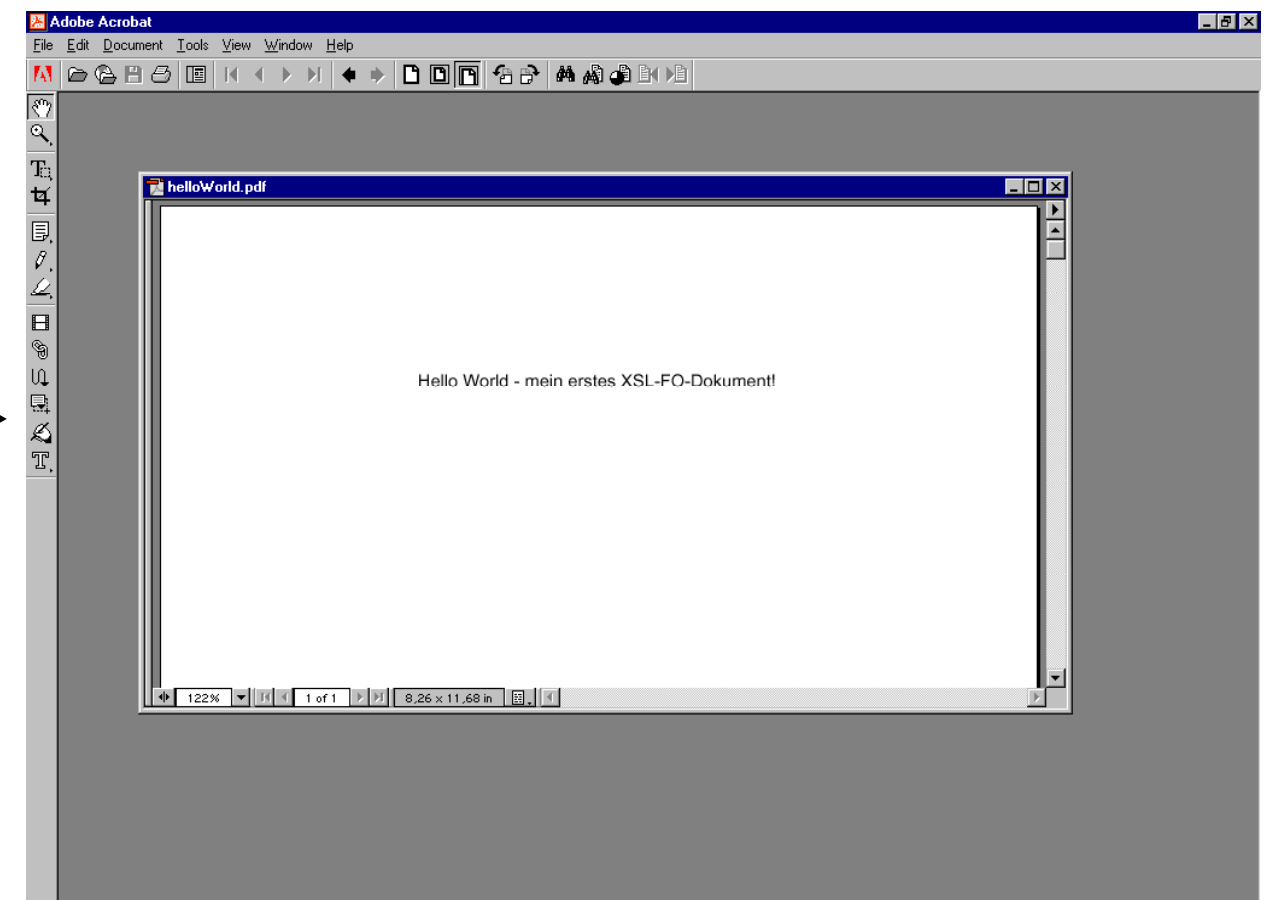 Adobe Acrobat
File Edit Document Tools View Window Help
helloWorld.pdf
Hello World - mein erstes XSL-FO-Dokument!
122% 1 of 1 8,26 x 11,68 in